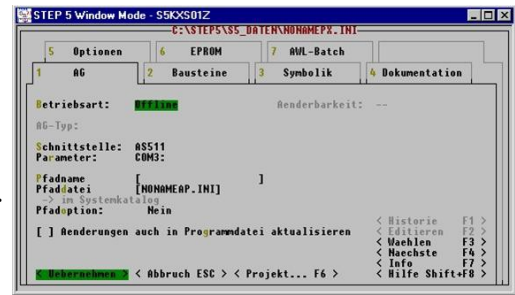 STEP 5 Window Mode - S5KXS01Z
C:\STEP5\S5_DATEN\NONAMEPX.INI
5 Optionen 6 EPROM 7 AWL-Batch
1 AG 2 Bausteine 3 Symbolik 4 Dokumentation
Betriebsart: Offline Aenderbarkeit: --
AG-Typ:
Schnittstelle: AS511
Parameter: COM3:
Pfadname [ ]
Pfaddatei [NONAMEAP.INI]
-> im Systemkatalog
Pfadoption: Nein
[ ] Aenderungen auch in Programmdatei aktualisieren
< Historie F1 >
< Editieren F2 >
< Waehlen F3 >
< Naechste F4 >
< Info F7 >
< Uebernehmen > < Abbruch ESC > < Projekt... F6 > < Hilfe Shift+F8 >